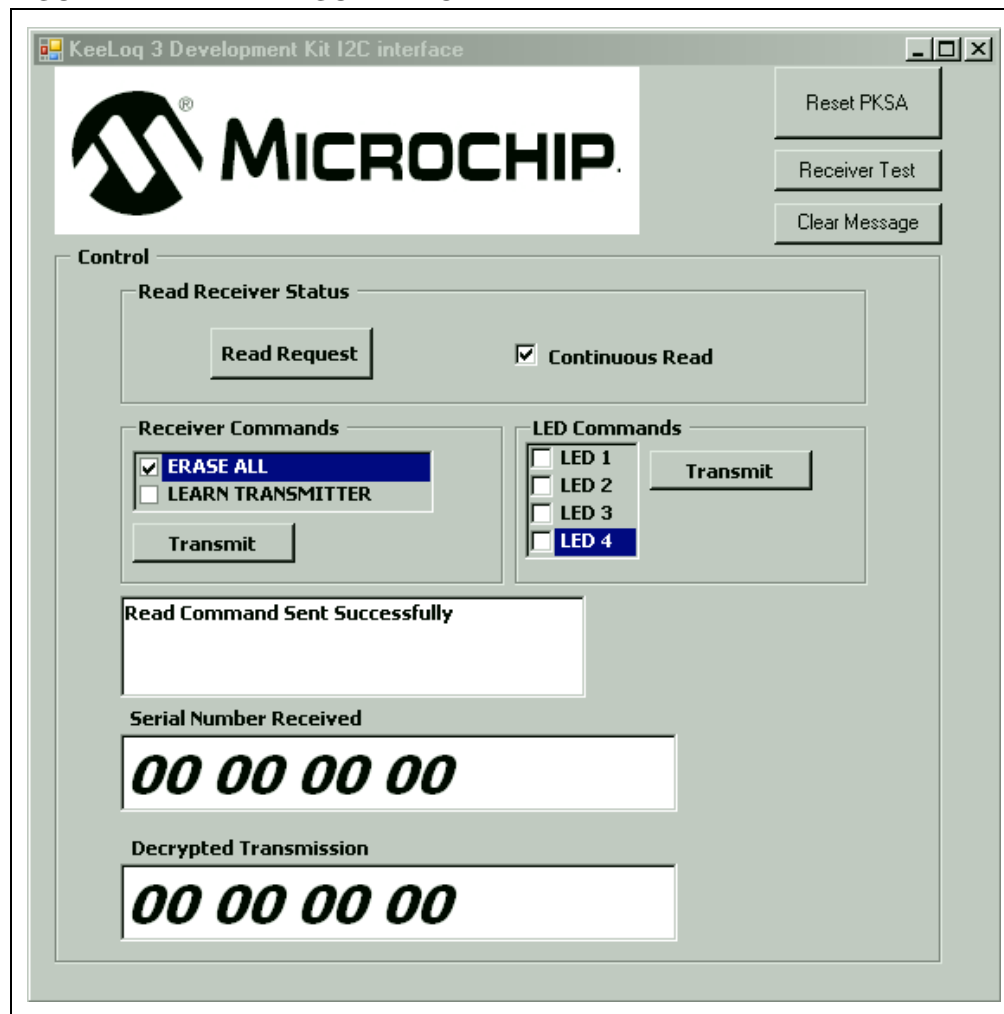 KeeLoq 3 Development Kit I2C interface
MICROCHIP
®
Reset PKSA
Receiver Test
Clear Message
Control
Read Receiver Status
Read Request
Continuous Read
Receiver Commands
ERASE ALL
LEARN TRANSMITTER
Transmit
LED Commands
LED 1
LED 2
LED 3
LED 4
Transmit
Read Command Sent Successfully
Serial Number Received
00 00 00 00
Decrypted Transmission
00 00 00 00